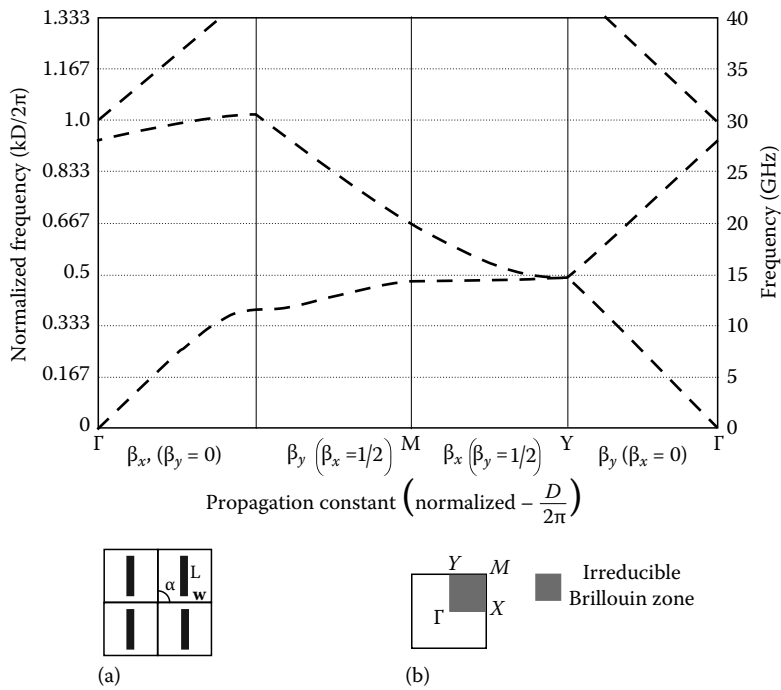 Normalized frequency (kD/2π)
1.333
1.167
1.0
0.833
0.667
0.5
0.333
0.167
0
40
35
30
25
20
15
10
5
0
Frequency (GHz)
Γ M Y Γ
βx, (βy = 0) βy (βx =1/2) βx (βy =1/2) βy (βx = 0)
Propagation constant (normalized – D/2π)
α L
w
(a)
Y M
Γ X
(b)
Irreducible
Brillouin zone